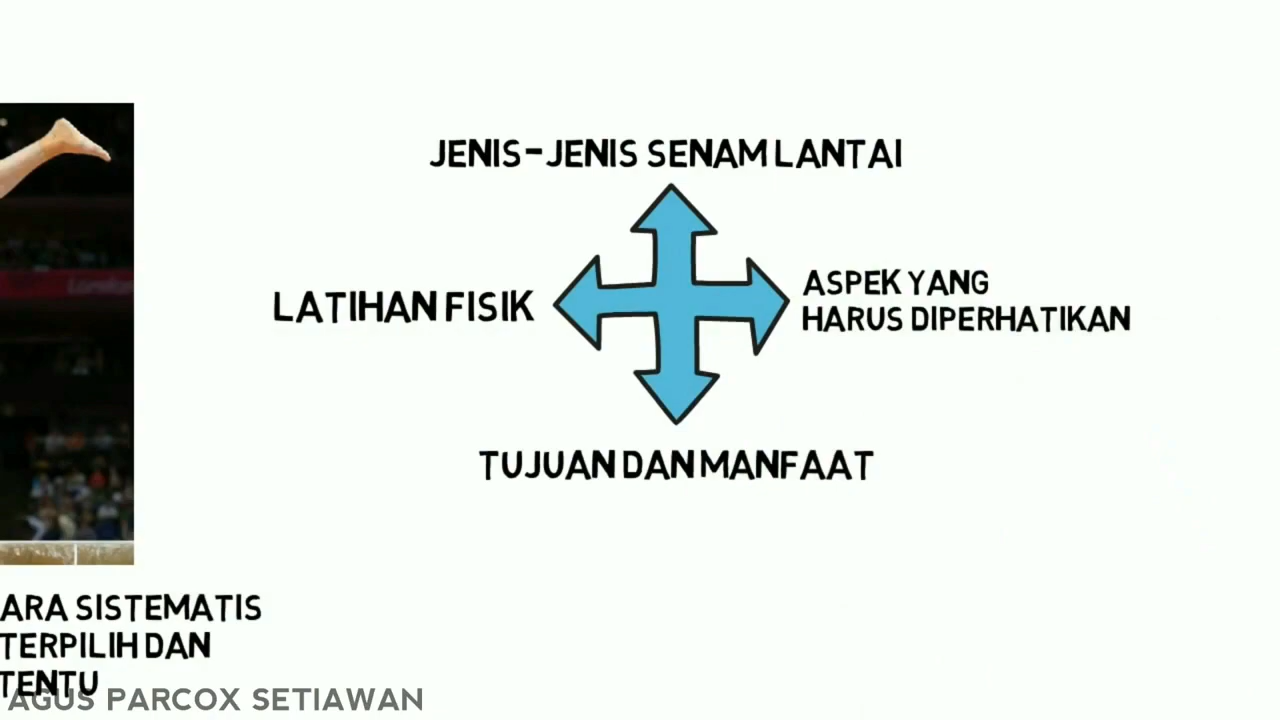 JENIS-JENIS SENAM LANTAI
LATIHAN FISIK
ASPEK YANG
HARUS DIPERHATIKAN
TUJUAN DAN MANFAAT
ARA SISTEMATIS
TERPILIH DAN
TENTU
AGUS PARCOX SETIAWAN